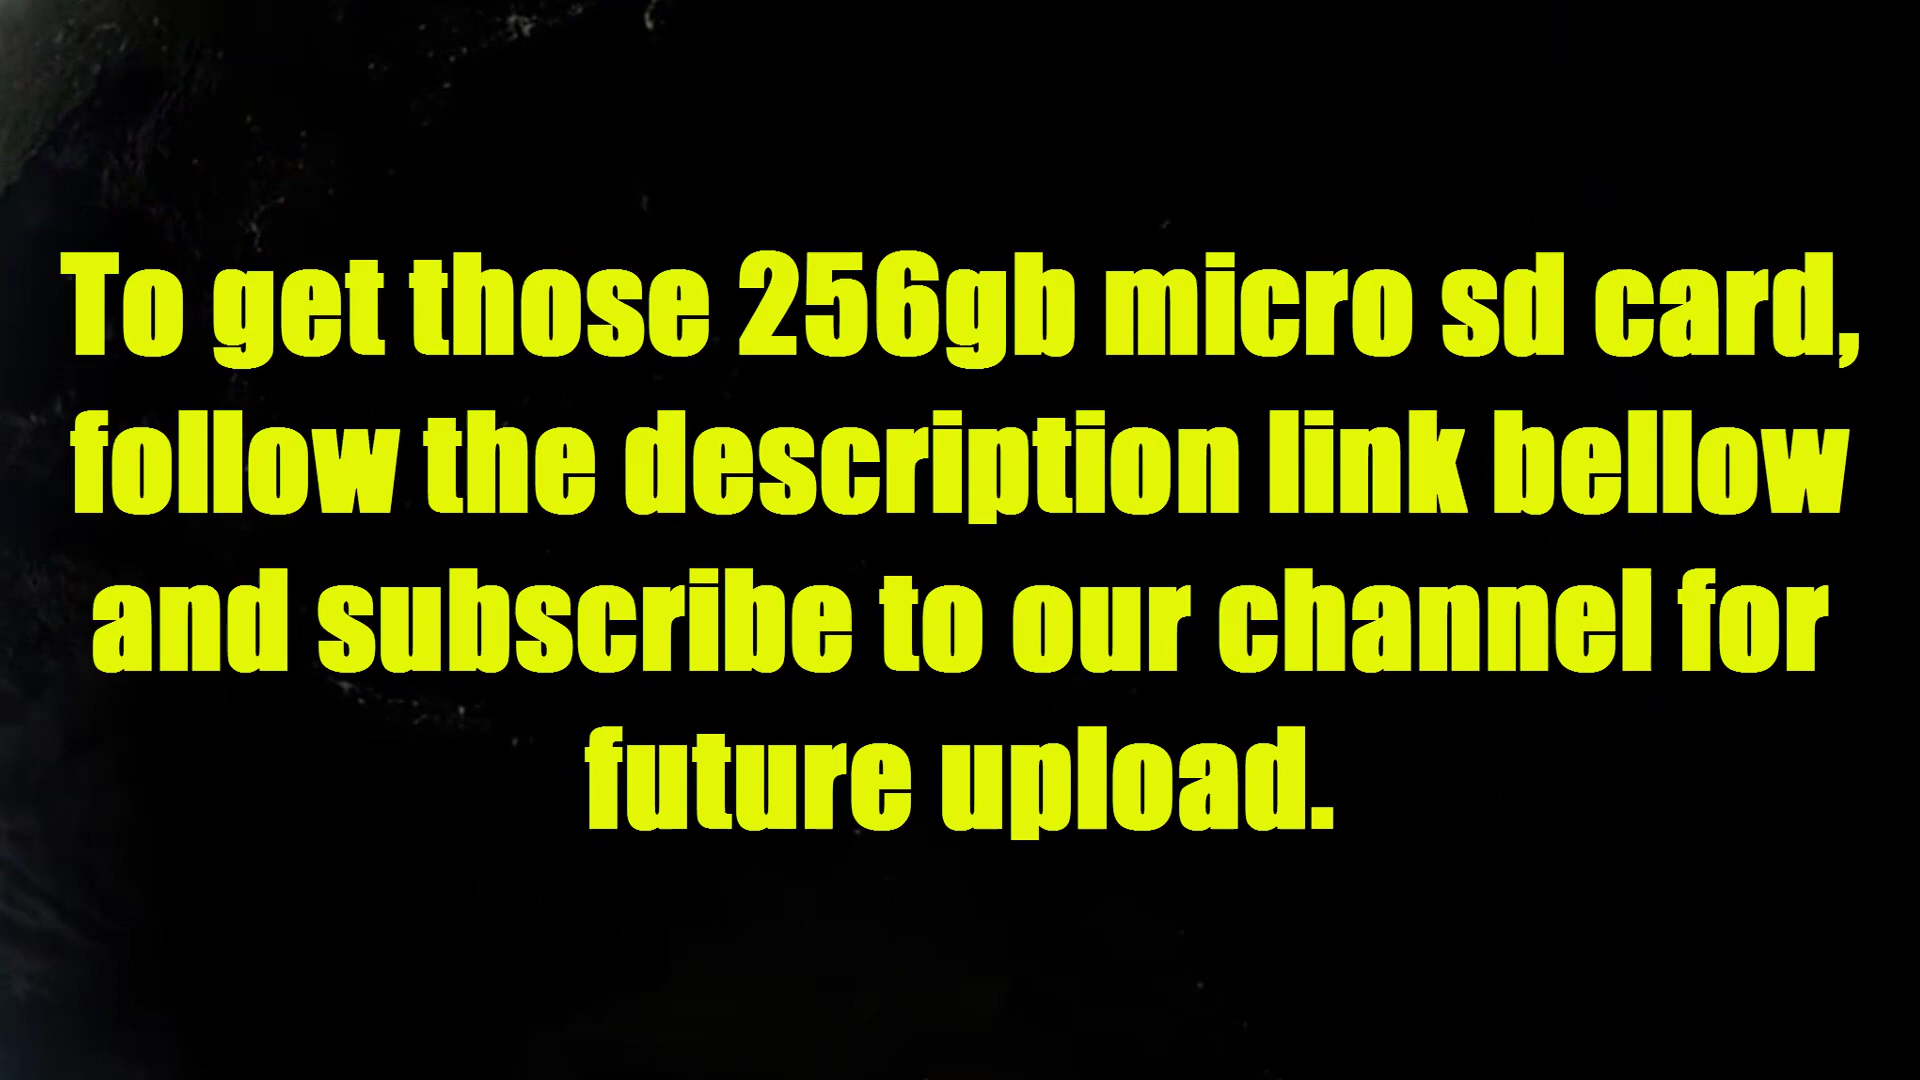 To get those 256gb micro sd card,
follow the description link bellow
and subscribe to our channel for
future upload.